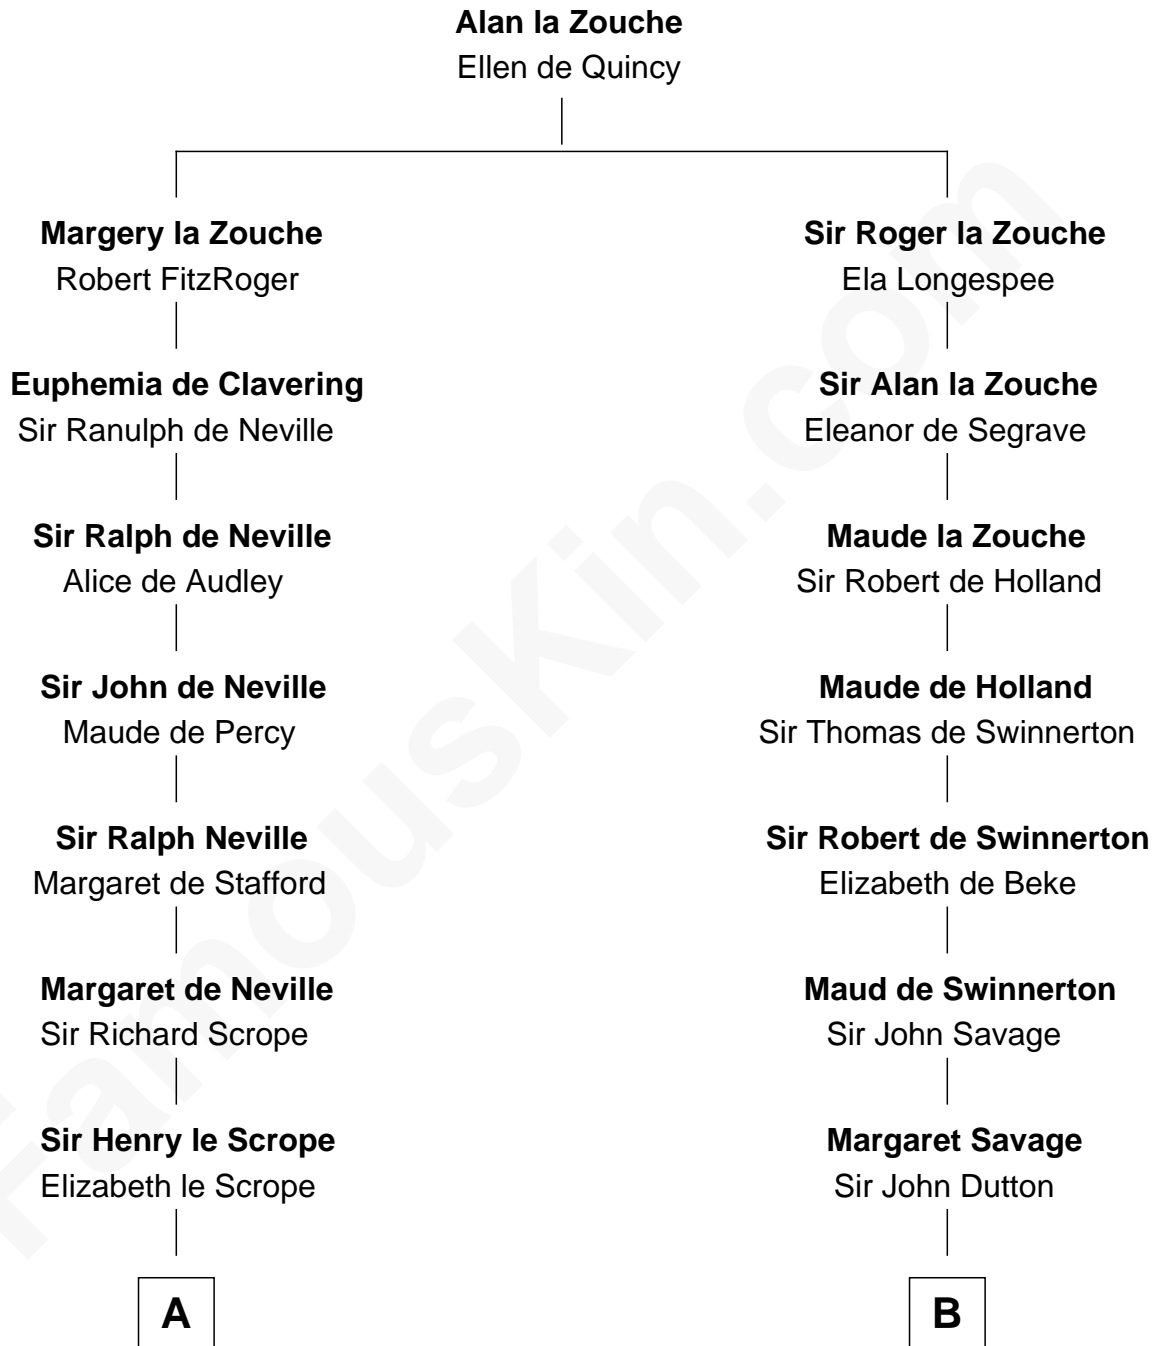 Alan la Zouche
Ellen de Quincy
Margery la Zouche
Robert FitzRoger
Sir Roger la Zouche
Ela Longespee
Euphemia de Clavering
Sir Ranulph de Neville
Sir Alan la Zouche
Eleanor de Segrave
Sir Ralph de Neville
Alice de Audley
Maude la Zouche
Sir Robert de Holland
Sir John de Neville
Maude de Percy
Maude de Holland
Sir Thomas de Swinnerton
Sir Ralph Neville
Margaret de Stafford
Sir Robert de Swinnerton
Elizabeth de Beke
Margaret de Neville
Sir Richard Scrope
Maud de Swinnerton
Sir John Savage
Sir Henry le Scrope
Elizabeth le Scrope
Margaret Savage
Sir John Dutton
A
B
FamousKin.com